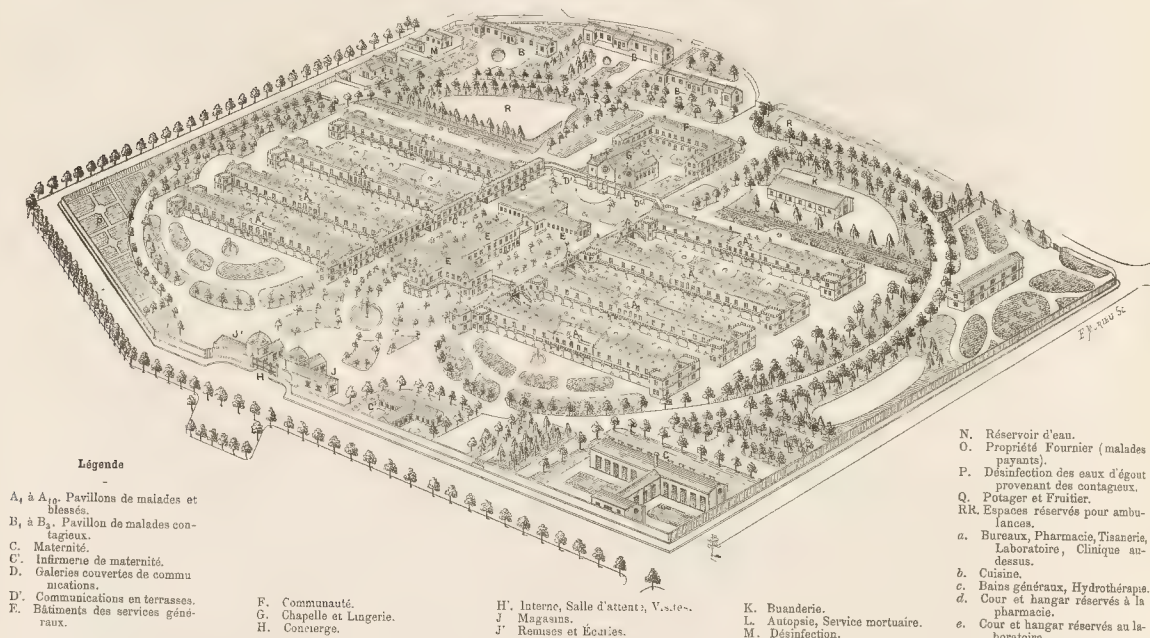 Légende
A₁ à A₁₀. Pavillons de malades et
blessés.
B₁ à B₃. Pavillon de malades con-
tagieux.
C. Maternité.
C'. Infirmerie de maternité.
D. Galeries couvertes de commu
nications.
D'. Communications en terrasses.
E. Bâtiments des services géné-
raux.
F. Communauté.
G. Chapelle et Lingerie.
H. Concierge.
H'. Interne, Salle d'attente, Visites.
J Magasins.
J' Remises et Écuries.
K. Buanderie.
L. Autopsie, Service mortuaire.
M. Désinfection.
N. Réservoir d'eau.
O. Propriété Fournier (malades
payants).
P. Désinfection des eaux d'égout
provenant des contagieux.
Q. Potager et Fruitier.
RR. Espaces réservés pour ambu-
lances.
a. Bureaux, Pharmacie, Tisanerie,
Laboratoire, Clinique au-
dessus.
b. Cuisine.
c. Bains généraux, Hydrothérapie.
d. Cour et hangar réservés à la
pharmacie.
e. Cour et hangar réservés au la-
boratoire.
M
B
B
B
R
R
F
G
D'
K
A
A
A
E
E
E
D
A
J'
H
J
C'
C